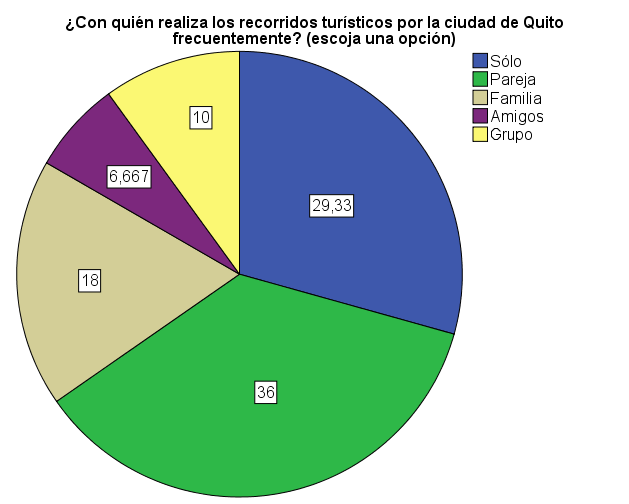 ¿Con quién realiza los recorridos turísticos por la ciudad de Quito
frecuentemente? (escoja una opción)
Sólo
Pareja
Familia
Amigos
Grupo
10
6,667
29,33
18
36